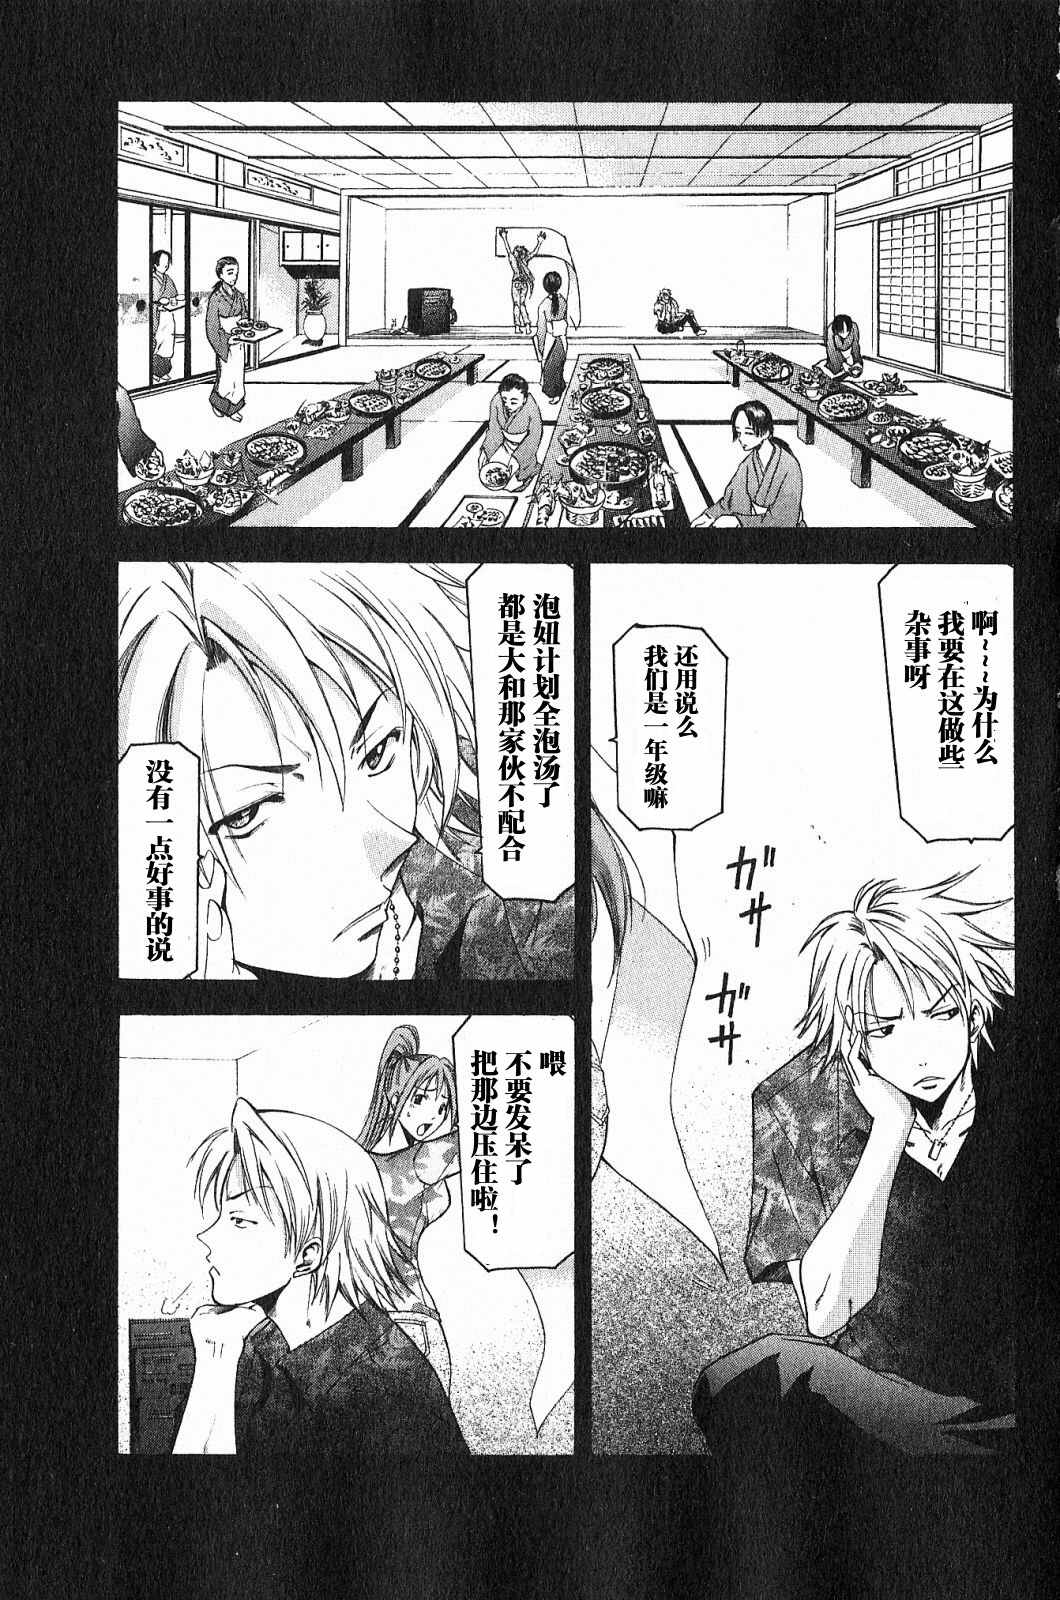 啊~~~为什么
我要在这做些
杂事呀
还用说么
我们是一年级嘛
ガサ
ガサ
泡妞计划全泡汤了
都是大和那家伙不配合
没有一点好事的说
喂
不要发呆了
把那边压住啦！